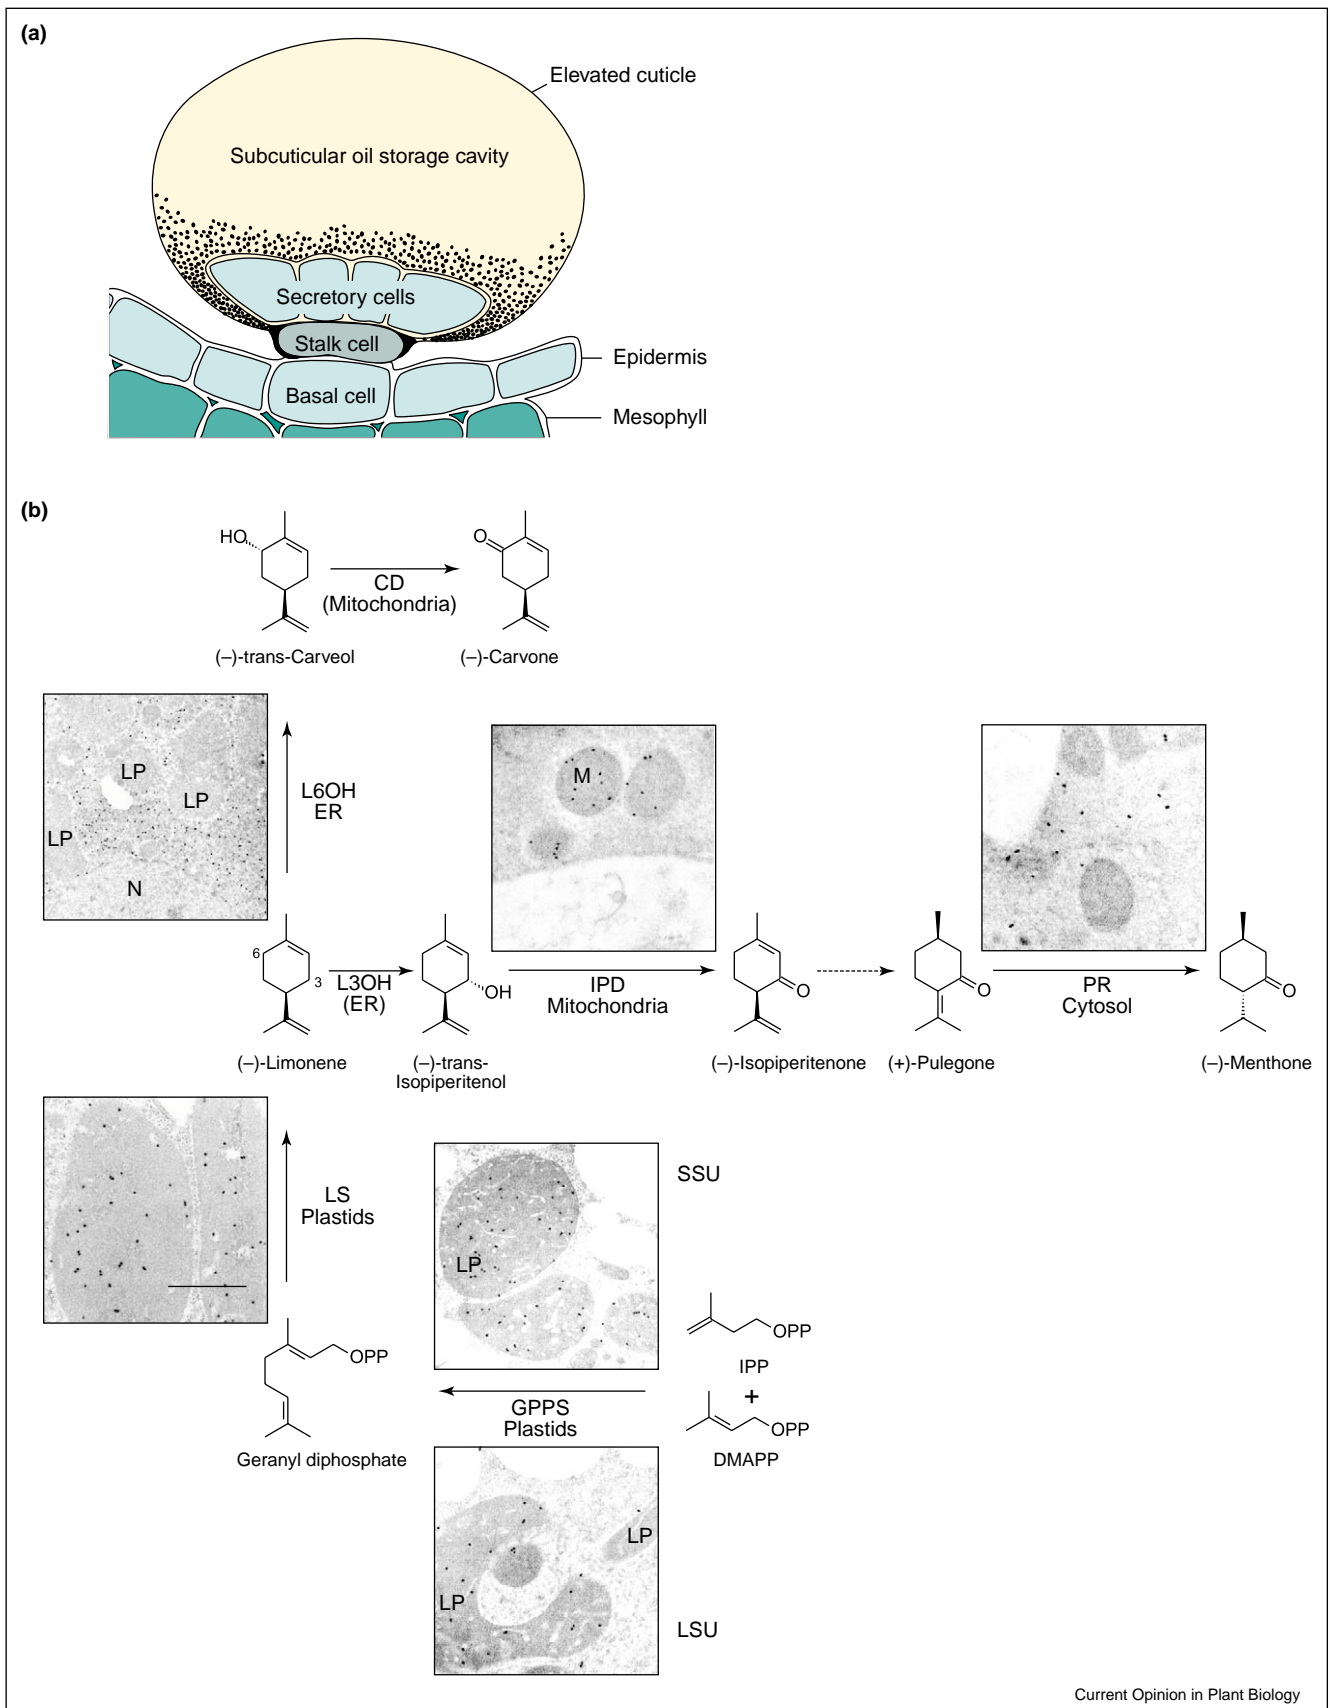 (a)
Elevated cuticle
Subcuticular oil storage cavity
Secretory cells
Stalk cell
Epidermis
Basal cell
Mesophyll
(b)
HO
O
CD
(Mitochondria)
(–)-trans-Carveol
(–)-Carvone
LP
LP
LP
N
L6OH
ER
M
6
3
L3OH
(ER)
OH
IPD
Mitochondria
O
O
PR
Cytosol
O
(–)-Limonene
(–)-trans-
Isopiperitenol
(–)-Isopiperitenone
(+)-Pulegone
(–)-Menthone
LS
Plastids
SSU
LP
OPP
IPP
+
OPP
DMAPP
OPP
Geranyl diphosphate
GPPS
Plastids
LP
LP
LSU
Current Opinion in Plant Biology